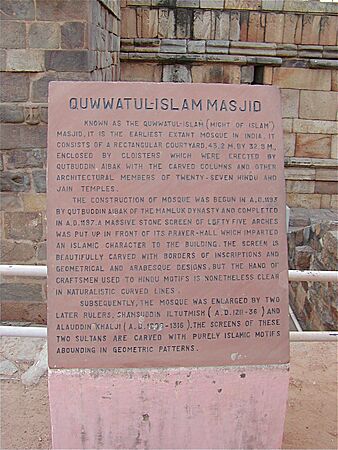 QUWWATUL-ISLAM MASJID
KNOWN AS THE QUWWATUL-ISLAM (MIGHT OF ISLAM')
MASJID, IT IS THE EARLIEST EXTANT MOSQUE IN INDIA. IT
CONSISTS OF A RECTANGULAR COURTYARD, 43.2 M. BY 32.9 M.,
ENCLOSED BY CLOISTERS WHICH WERE ERECTED BY
QUTBUDDIN AIBAK WITH THE CARVED COLUMNS AND OTHER
ARCHITECTURAL MEMBERS OF TWENTY-SEVEN HINDU AND
JAIN TEMPLES.
THE CONSTRUCTION OF MOSQUE WAS BEGUN IN A.D. 1193
BY QUTBUDDIN AIBAK OF THE MAMLUK DYNASTY AND COMPLETED
IN A.D. 1197. A MASSIVE STONE SCREEN OF LOFTY FIVE ARCHES
WAS PUT UP IN FRONT OF ITS PRAYER-HALL WHICH IMPARTED
AN ISLAMIC CHARACTER TO THE BUILDING. THE SCREEN IS
BEAUTIFULLY CARVED WITH BORDERS OF INSCRIPTIONS AND
GEOMETRICAL AND ARABESQUE DESIGNS, BUT THE HAND OF
CRAFTSMEN USED TO HINDU MOTIFS IS NONETHELESS CLEAR
IN NATURALISTIC CURVED LINES.
SUBSEQUENTLY, THE MOSQUE WAS ENLARGED BY TWO
LATER RULERS, SHAMSUDDIN ILTUTMISH (A.D. 1211-36) AND
ALAUDDIN KHALJI (A.D. -1316). THE SCREENS OF THESE
TWO SULTANS ARE CARVED WITH PURELY ISLAMIC MOTIFS
ABOUNDING IN GEOMETRIC PATTERNS.